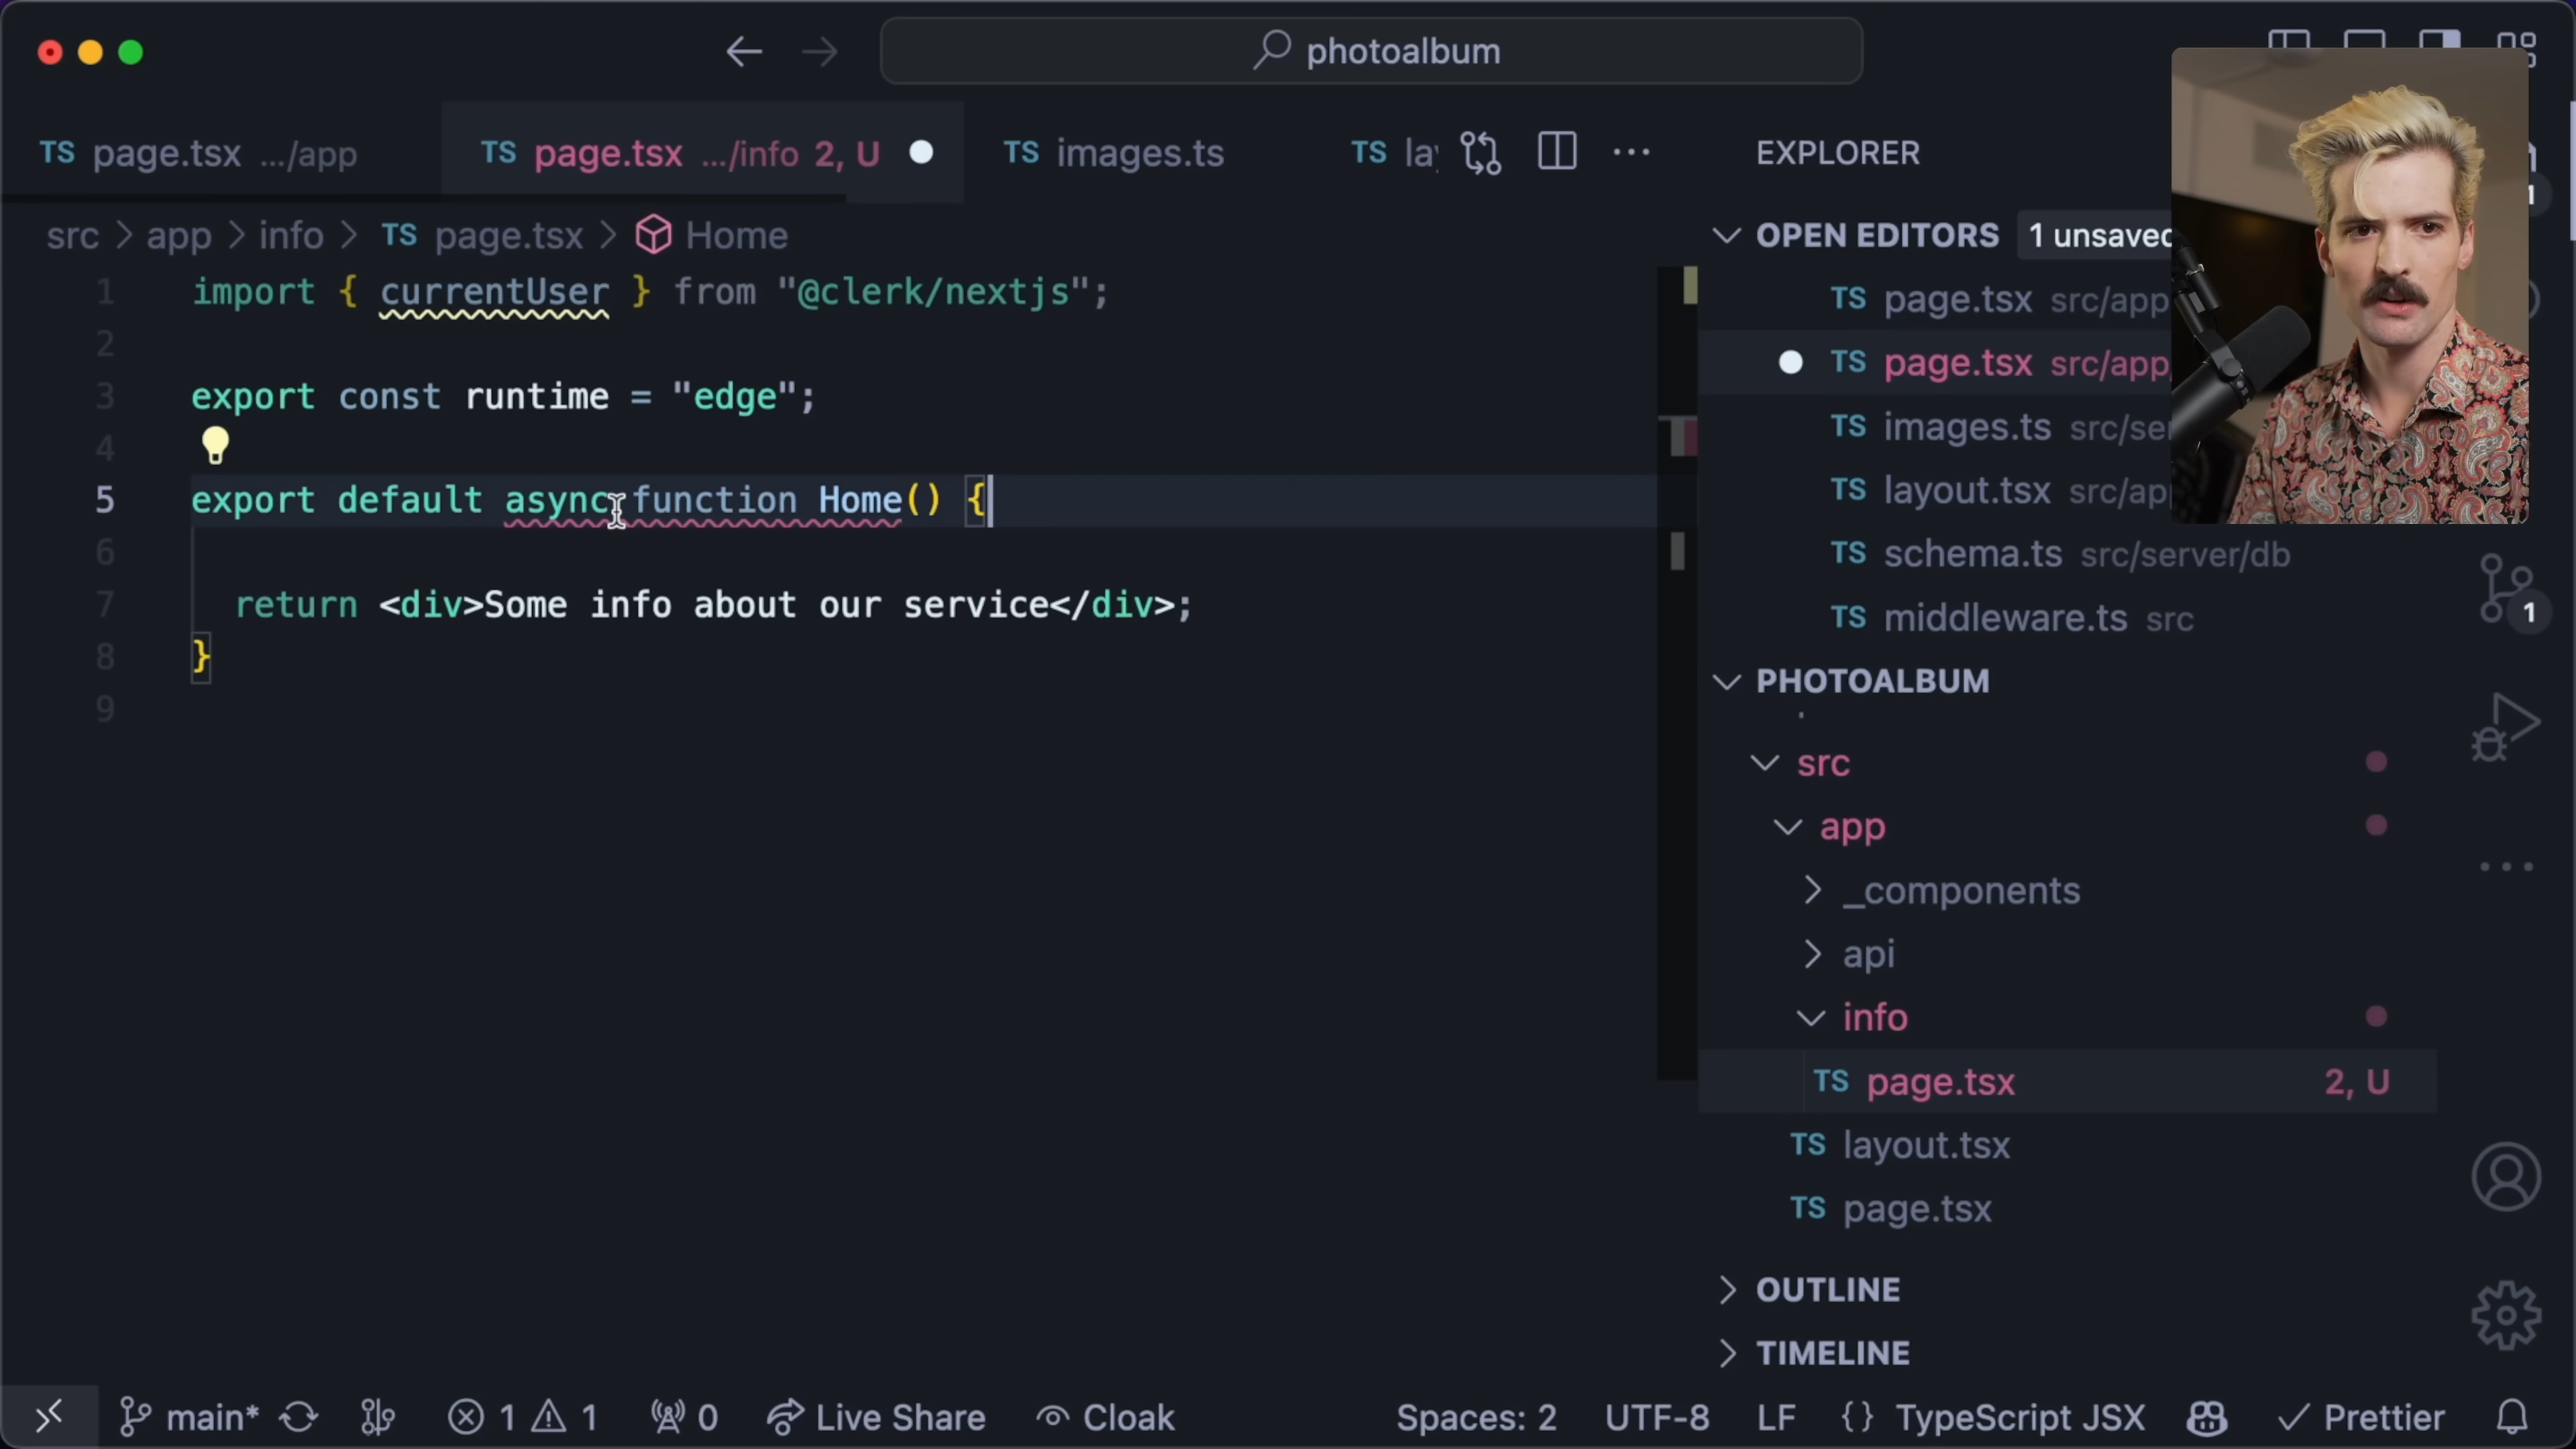 photoalbum
TS page.tsx .../app
TS page.tsx .../info 2, U
TS images.ts
TS
EXPLORER
src > app > info > TS page.tsx > Home
1 import { currentUser } from "@clerk/nextjs";
2
3 export const runtime = "edge";
4
5 export default async function Home() {
6
7 return <div>Some info about our service</div>;
8 }
9
OPEN EDITORS 1 unsaved
TS page.tsx src/app
TS page.tsx src/app
TS images.ts
TS layout.tsx
TS schema.ts src/server/db
TS middleware.ts src
PHOTOALBUM
src
app
_components
api
info
TS page.tsx 2, U
TS layout.tsx
TS page.tsx
OUTLINE
TIMELINE
1
main* 1 1 0 Live Share Cloak Spaces: 2 UTF-8 LF {} TypeScript JSX Prettier